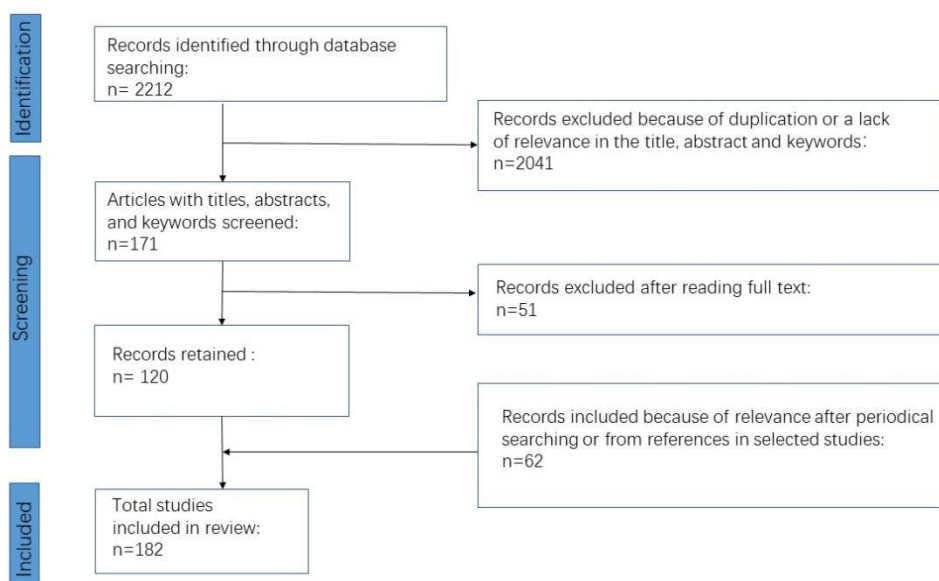 Identification
Records identified through database
searching:
n= 2212
Records excluded because of duplication or a lack
of relevance in the title, abstract and keywords:
n=2041
Screening
Articles with titles, abstracts,
and keywords screened:
n=171
Records excluded after reading full text:
n=51
Records retained :
n= 120
Records included because of relevance after periodical
searching or from references in selected studies:
n=62
Included
Total studies
included in review:
n=182